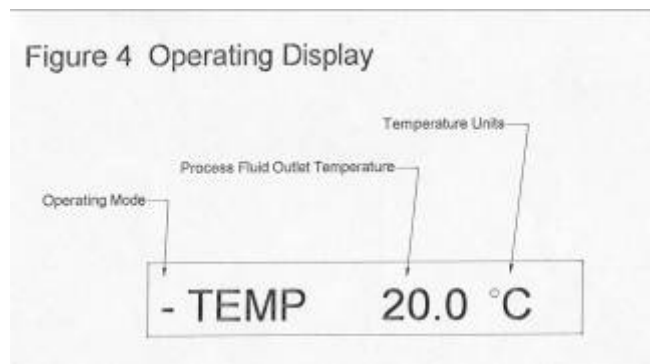 Figure 4 Operating Display
Temperature Units
Process Fluid Outlet Temperature
Operating Mode
- TEMP 20.0 °C